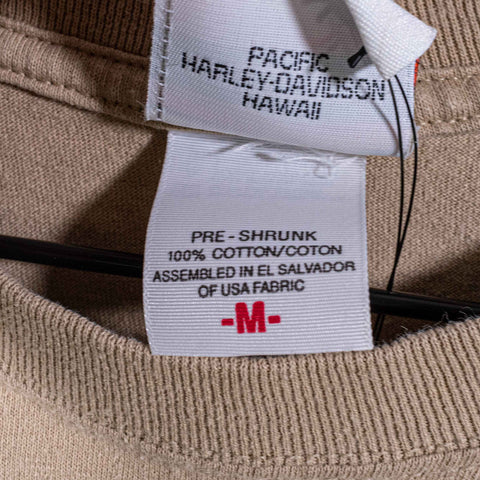 PACIFIC
HARLEY-DAVIDSON
HAWAII
PRE-SHRUNK
100% COTTON/COTON
ASSEMBLED IN EL SALVADOR
OF USA FABRIC
-M-